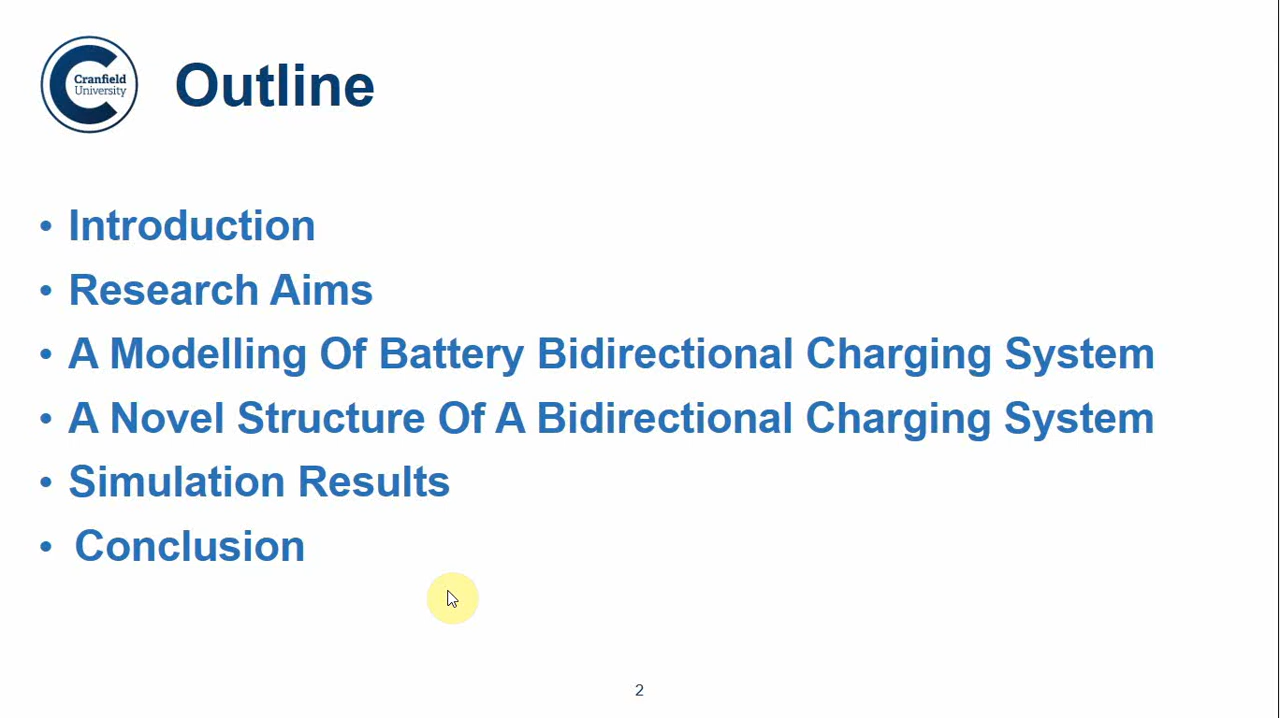 Cranfield
University
Outline
• Introduction
• Research Aims
• A Modelling Of Battery Bidirectional Charging System
• A Novel Structure Of A Bidirectional Charging System
• Simulation Results
• Conclusion
2